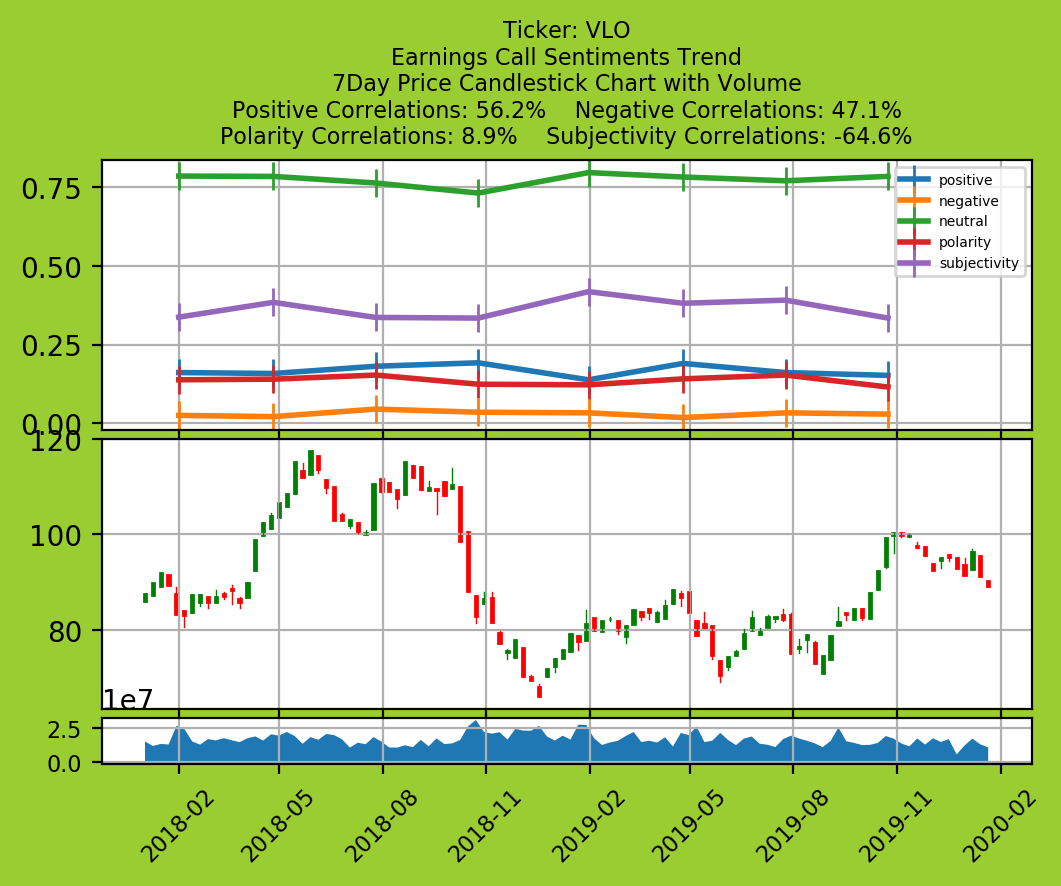 Ticker: VLO
Earnings Call Sentiments Trend
7Day Price Candlestick Chart with Volume
Positive Correlations: 56.2%    Negative Correlations: 47.1%
Polarity Correlations: 8.9%    Subjectivity Correlations: -64.6%
0.75
0.50
0.25
0.00
positive
negative
neutral
polarity
subjectivity
120
100
80
1e7
2.5
0.0
2018-02
2018-05
2018-08
2018-11
2019-02
2019-05
2019-08
2019-11
2020-02